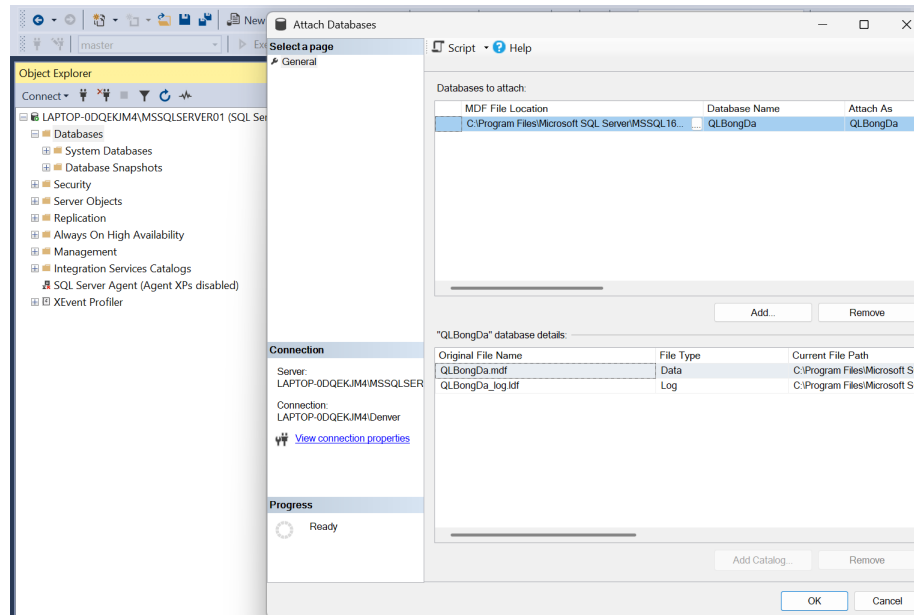 New
master
Exe
Object Explorer
Connect
LAPTOP-0DQEKJM4\MSSQLSERVER01 (SQL Ser
Databases
System Databases
Database Snapshots
Security
Server Objects
Replication
Always On High Availability
Management
Integration Services Catalogs
SQL Server Agent (Agent XPs disabled)
XEvent Profiler
Attach Databases
Select a page
General
Script Help
Databases to attach:
MDF File Location Database Name Attach As
C:\Program Files\Microsoft SQL Server\MSSQL16... ... QLBongDa QLBongDa
Add... Remove
"QLBongDa" database details:
Original File Name File Type Current File Path
QLBongDa.mdf Data C:\Program Files\Microsoft S
QLBongDa_log.ldf Log C:\Program Files\Microsoft S
Connection
Server:
LAPTOP-0DQEKJM4\MSSQLSER
Connection:
LAPTOP-0DQEKJM4\Denver
View connection properties
Progress
Ready
Add Catalog... Remove
OK Cancel